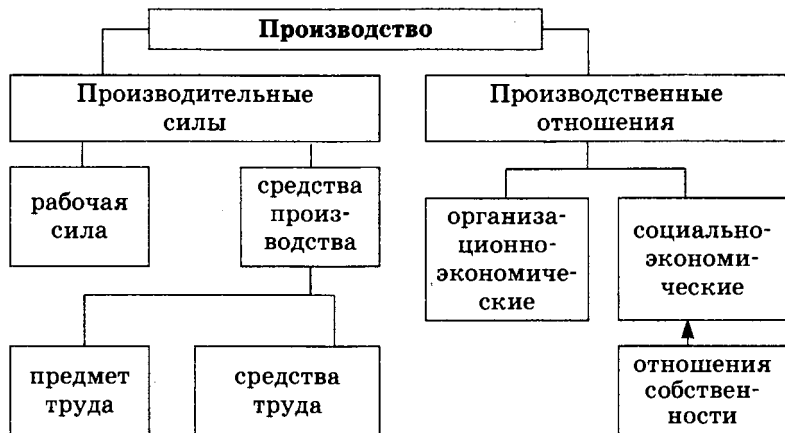 Производство
Производительные
силы
Производственные
отношения
рабочая
сила
средства
произ-
водства
организа-
ционно-
экономиче-
ские
социально-
экономи-
ческие
предмет
труда
средства
труда
отношения
собствен-
ности